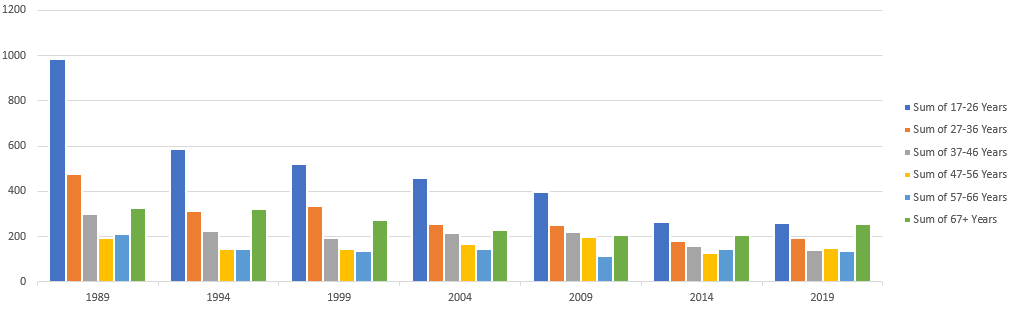 1200
1000
800
600
400
200
0
1989 1994 1999 2004 2009 2014 2019
Sum of 17-26 Years
Sum of 27-36 Years
Sum of 37-46 Years
Sum of 47-56 Years
Sum of 57-66 Years
Sum of 67+ Years